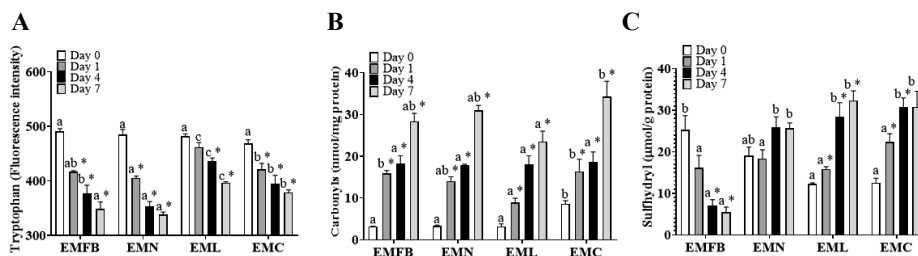 A
B
C
Tryptophan (Fluorescence intensity)
600
500
400
300
Day 0
Day 1
Day 4
Day 7
a
ab *
b *
a *
a
a *
a *
a *
a
c
c *
c *
a
b *
b *
b *
EMFB
EMN
EML
EMC
Carbonyls (nmol/mg protein)
40
30
20
10
0
Day 0
Day 1
Day 4
Day 7
a
b *
a *
ab *
a
ab *
a *
ab *
a
a *
a *
a *
b
b *
a *
b *
EMFB
EMN
EML
EMC
Sulfhydryl (µmol/g protein)
40
30
20
10
0
Day 0
Day 1
Day 4
Day 7
b
a
a *
a *
ab
a
b *
b
a
a *
b *
b *
a
a *
b *
b *
EMFB
EMN
EML
EMC